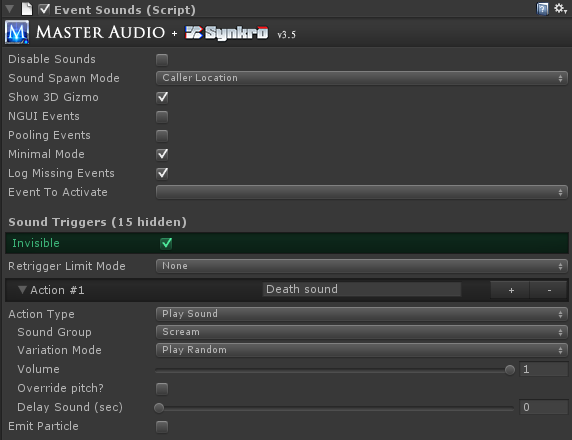 Event Sounds (Script)
MASTER AUDIO + Synkro v3.5
Disable Sounds
Sound Spawn Mode Caller Location
Show 3D Gizmo
NGUI Events
Pooling Events
Minimal Mode
Log Missing Events
Event To Activate
Sound Triggers (15 hidden)
Invisible
Retrigger Limit Mode None
Action #1 Death sound + -
Action Type Play Sound
Sound Group Scream
Variation Mode Play Random
Volume 1
Override pitch?
Delay Sound (sec) 0
Emit Particle